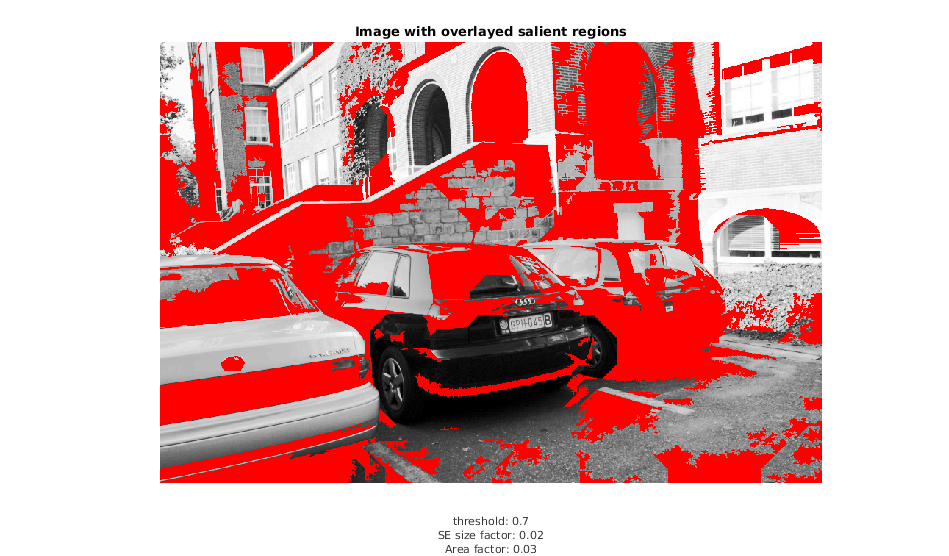 Image with overlayed salient regions
threshold: 0.7
SE size factor: 0.02
Area factor: 0.03